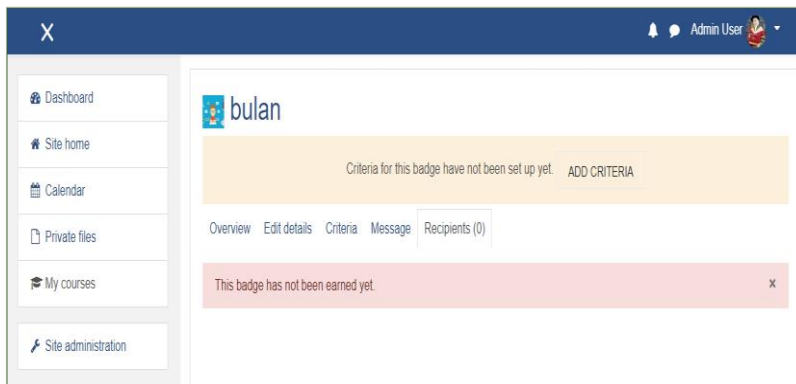 X
Admin User
Dashboard
Site home
Calendar
Private files
My courses
Site administration
bulan
Criteria for this badge have not been set up yet. ADD CRITERIA
Overview Edit details Criteria Message Recipients (0)
This badge has not been earned yet. x